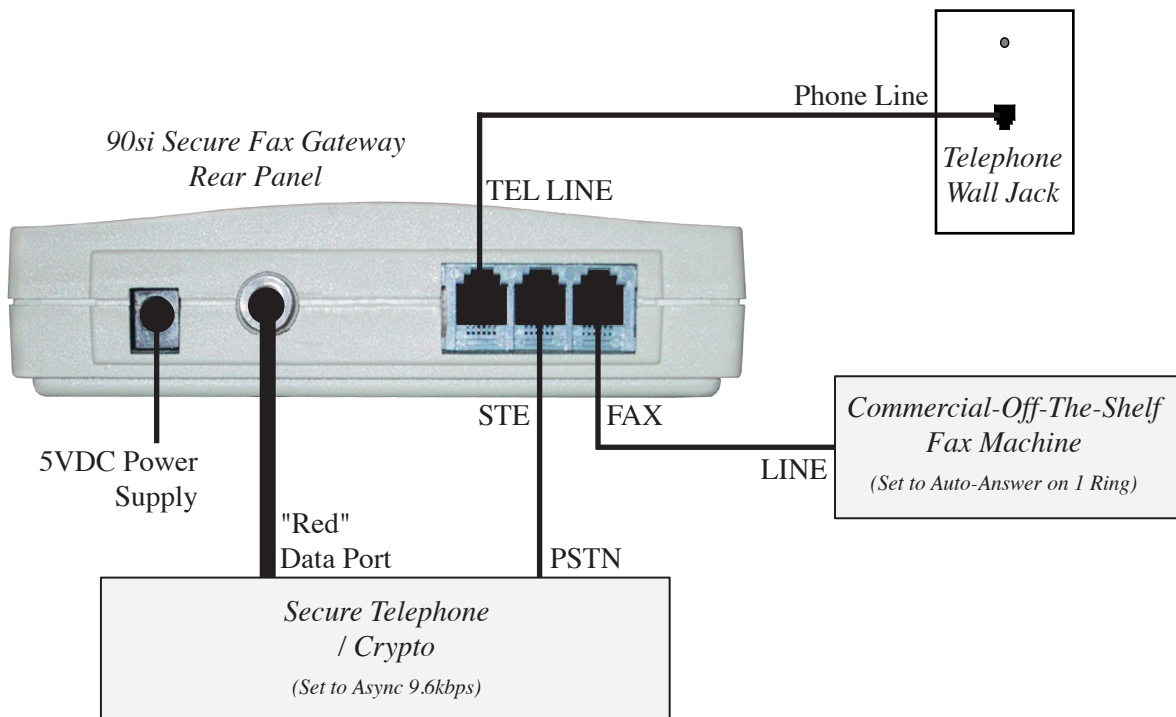 90si Secure Fax Gateway
Rear Panel
Phone Line
Telephone
Wall Jack
TEL LINE
STE
FAX
5VDC Power
Supply
"Red"
Data Port
PSTN
LINE
Commercial-Off-The-Shelf
Fax Machine
(Set to Auto-Answer on 1 Ring)
Secure Telephone
/ Crypto
(Set to Async 9.6kbps)